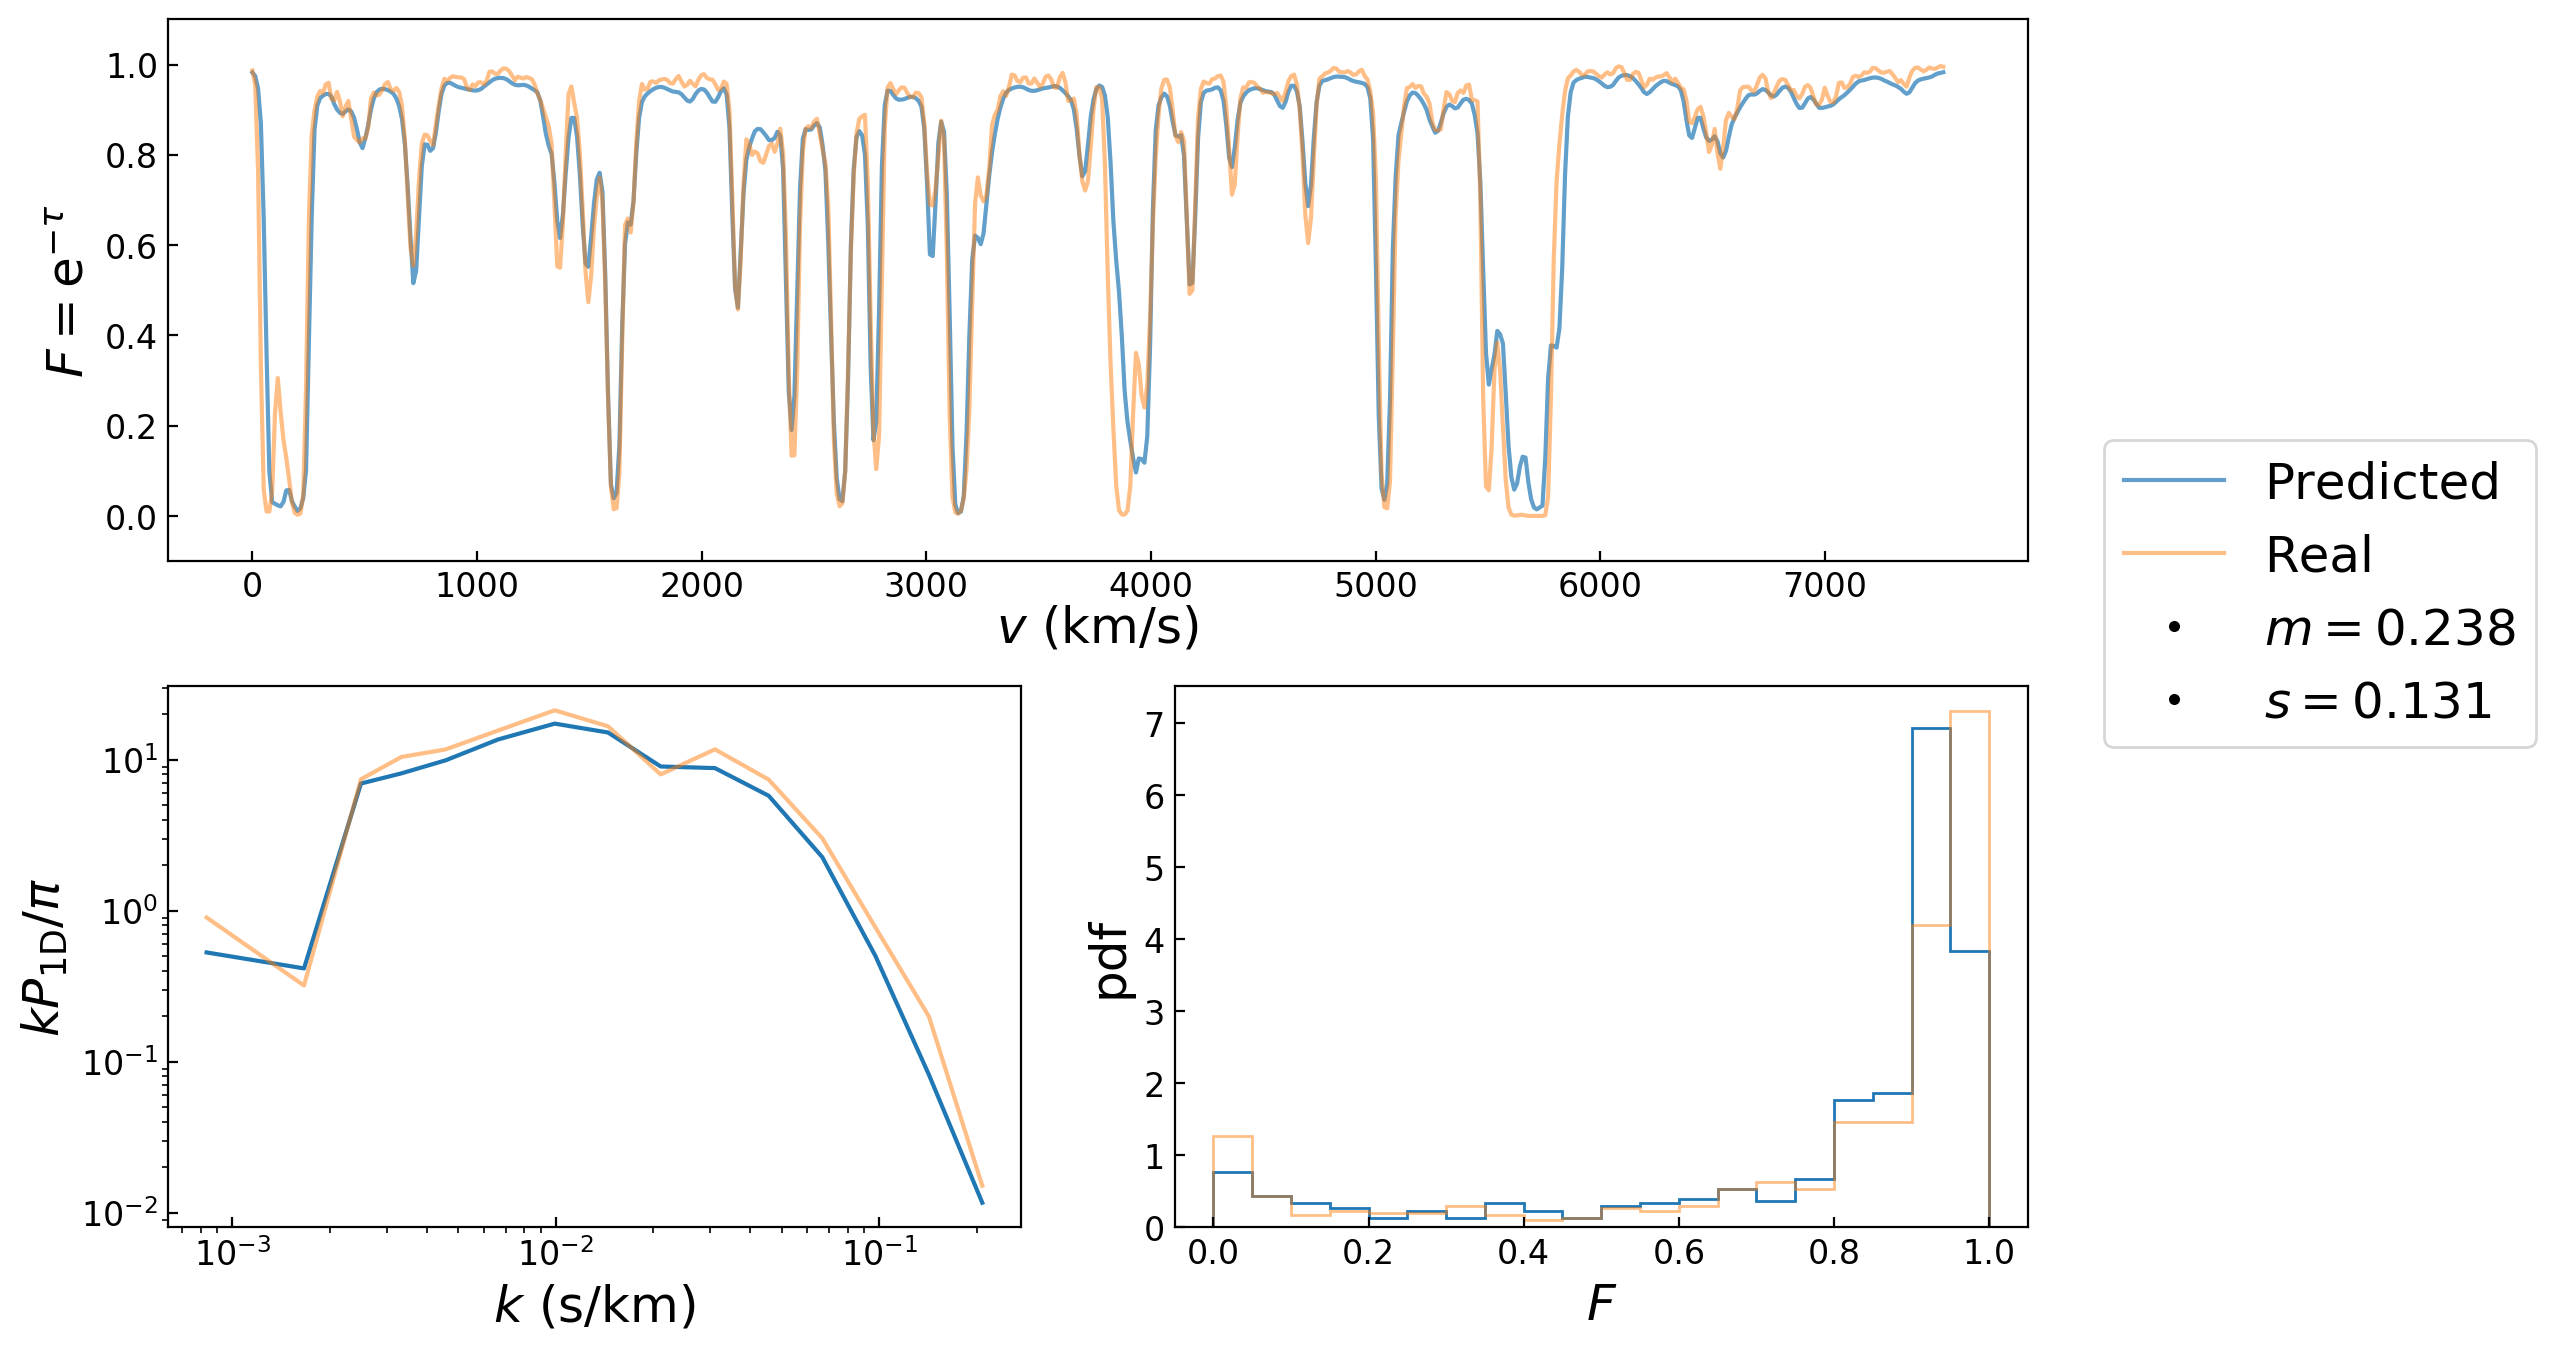 F = e^{−τ}
1.0
0.8
0.6
0.4
0.2
0.0
0 1000 2000 3000 4000 5000 6000 7000
v (km/s)
Predicted
Real
m = 0.238
s = 0.131
kP_{1D}/π
10^1
10^0
10^{−1}
10^{−2}
10^{−3} 10^{−2} 10^{−1}
k (s/km)
pdf
7
6
5
4
3
2
1
0
0.0 0.2 0.4 0.6 0.8 1.0
F